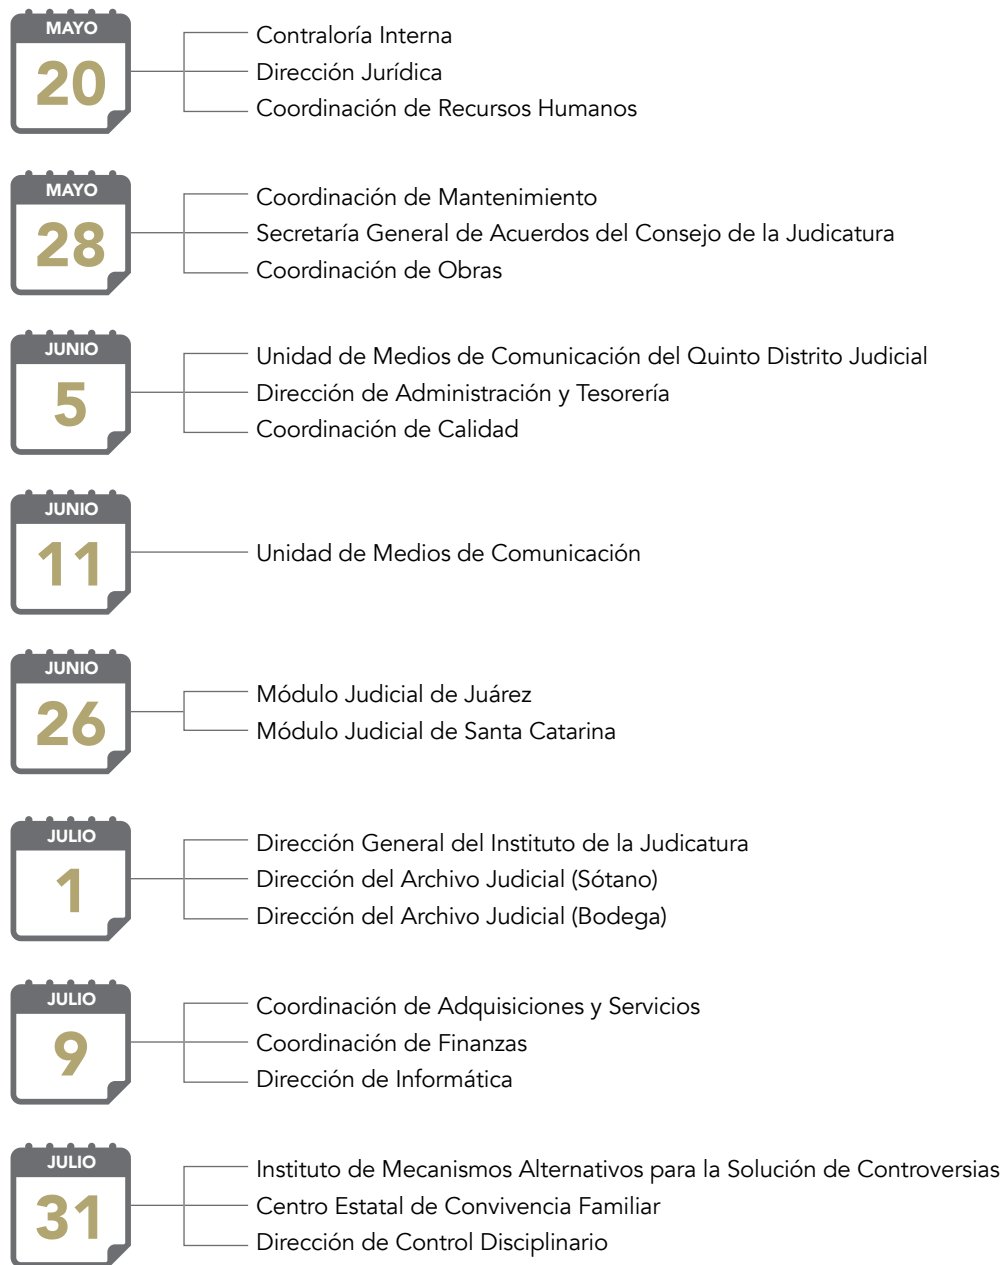 MAYO
20
Contraloría Interna
Dirección Jurídica
Coordinación de Recursos Humanos
MAYO
28
Coordinación de Mantenimiento
Secretaría General de Acuerdos del Consejo de la Judicatura
Coordinación de Obras
JUNIO
5
Unidad de Medios de Comunicación del Quinto Distrito Judicial
Dirección de Administración y Tesorería
Coordinación de Calidad
JUNIO
11
Unidad de Medios de Comunicación
JUNIO
26
Módulo Judicial de Juárez
Módulo Judicial de Santa Catarina
JULIO
1
Dirección General del Instituto de la Judicatura
Dirección del Archivo Judicial (Sótano)
Dirección del Archivo Judicial (Bodega)
JULIO
9
Coordinación de Adquisiciones y Servicios
Coordinación de Finanzas
Dirección de Informática
JULIO
31
Instituto de Mecanismos Alternativos para la Solución de Controversias
Centro Estatal de Convivencia Familiar
Dirección de Control Disciplinario